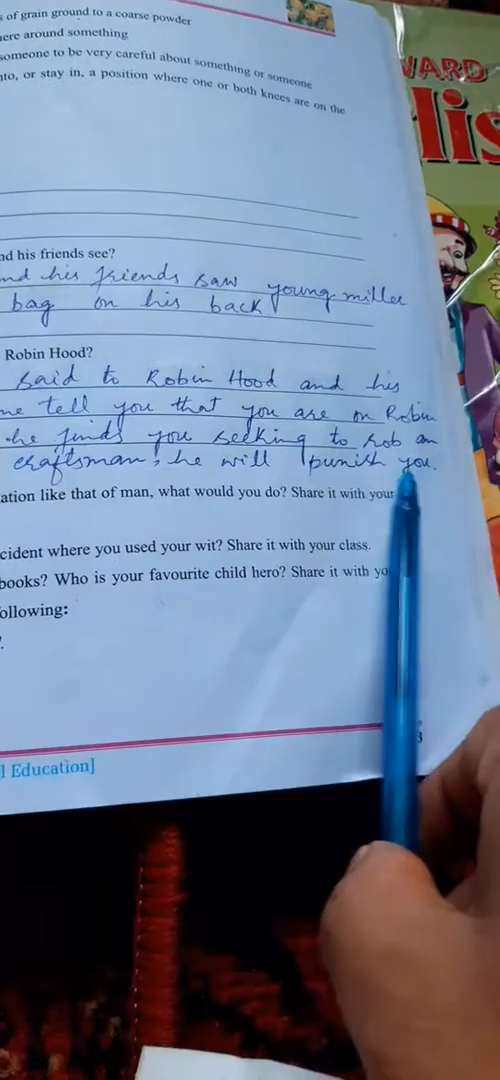 s of grain ground to a coarse powder
ere around something
someone to be very careful about something or someone
nto, or stay in, a position where one or both knees are on the
nd his friends see?
nd his friends saw young miller
bag on his back
Robin Hood?
said to Robin Hood and his
me tell you that you are on Robin
he finds you seeking to rob an
craftsman, he will punish you.
ation like that of man, what would you do? Share it with your
cident where you used your wit? Share it with your class.
books? Who is your favourite child hero? Share it with yo
ollowing:
l Education]
3
WARD
lis